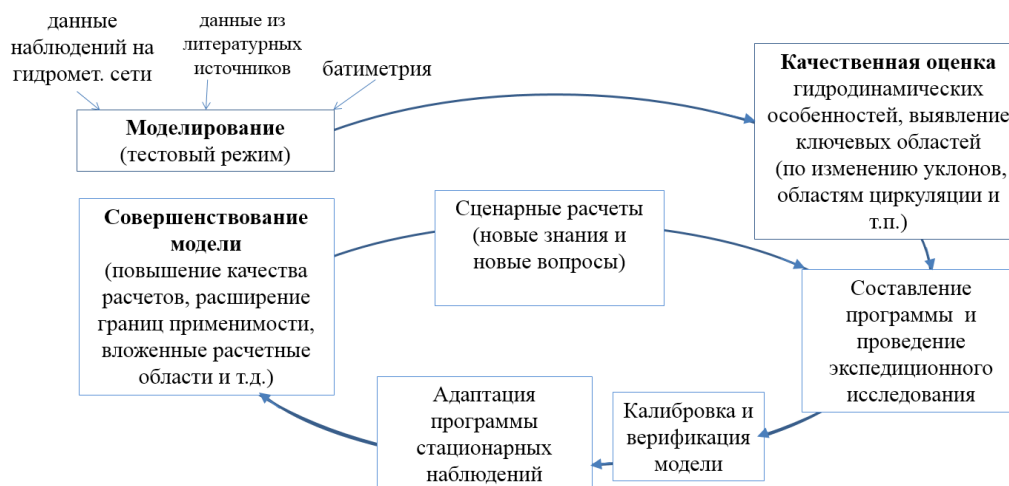 данные
наблюдений на
гидромет. сети
данные из
литературных
источников
батиметрия
Моделирование
(тестовый режим)
Качественная оценка
гидродинамических
особенностей, выявление
ключевых областей
(по изменению уклонов,
областям циркуляции и
т.п.)
Совершенствование
модели
(повышение качества
расчетов, расширение
границ применимости,
вложенные расчетные
области и т.д.)
Сценарные расчеты
(новые знания и
новые вопросы)
Составление
программы и
проведение
экспедиционного
исследования
Адаптация
программы
стационарных
наблюдений
Калибровка и
верификация
модели